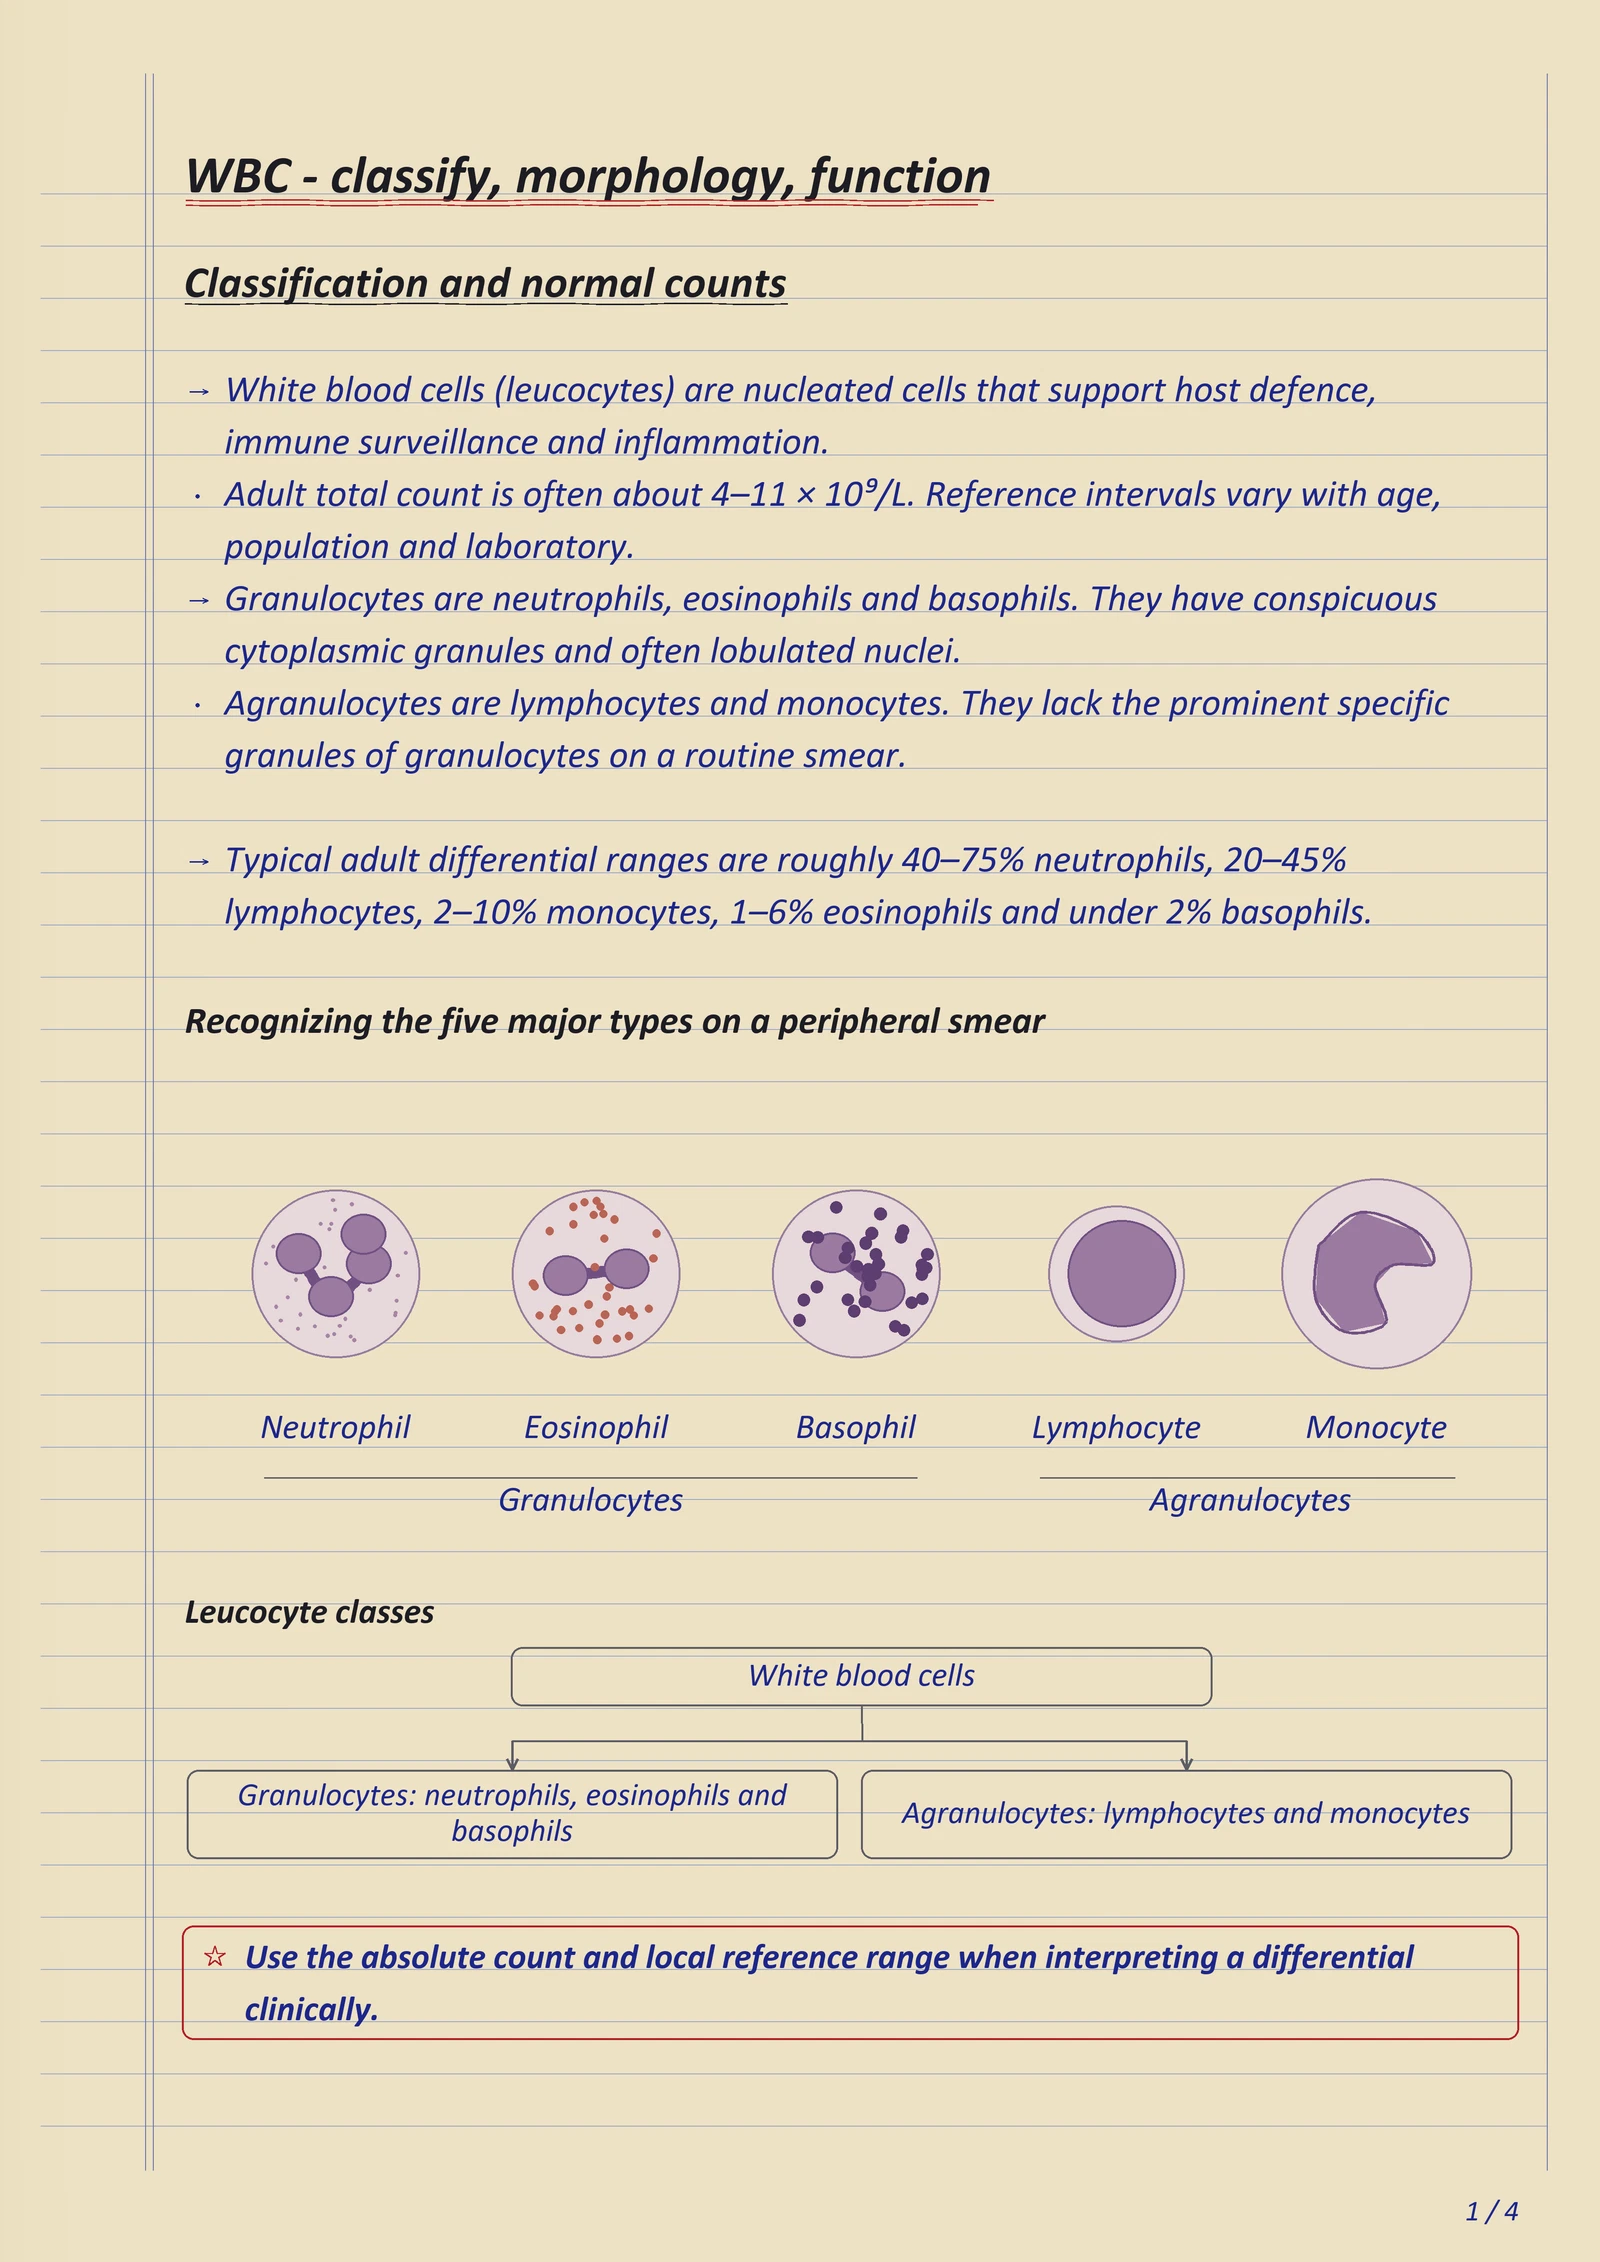 WBC - classify, morphology, function
Classification and normal counts
→ White blood cells (leucocytes) are nucleated cells that support host defence,
immune surveillance and inflammation.
· Adult total count is often about 4–11 × 10⁹/L. Reference intervals vary with age,
population and laboratory.
→ Granulocytes are neutrophils, eosinophils and basophils. They have conspicuous
cytoplasmic granules and often lobulated nuclei.
· Agranulocytes are lymphocytes and monocytes. They lack the prominent specific
granules of granulocytes on a routine smear.
→ Typical adult differential ranges are roughly 40–75% neutrophils, 20–45%
lymphocytes, 2–10% monocytes, 1–6% eosinophils and under 2% basophils.
Recognizing the five major types on a peripheral smear
Neutrophil Eosinophil Basophil Lymphocyte Monocyte
Granulocytes Agranulocytes
Leucocyte classes
White blood cells
Granulocytes: neutrophils, eosinophils and
basophils
Agranulocytes: lymphocytes and monocytes
☆ Use the absolute count and local reference range when interpreting a differential
clinically.
1 / 4